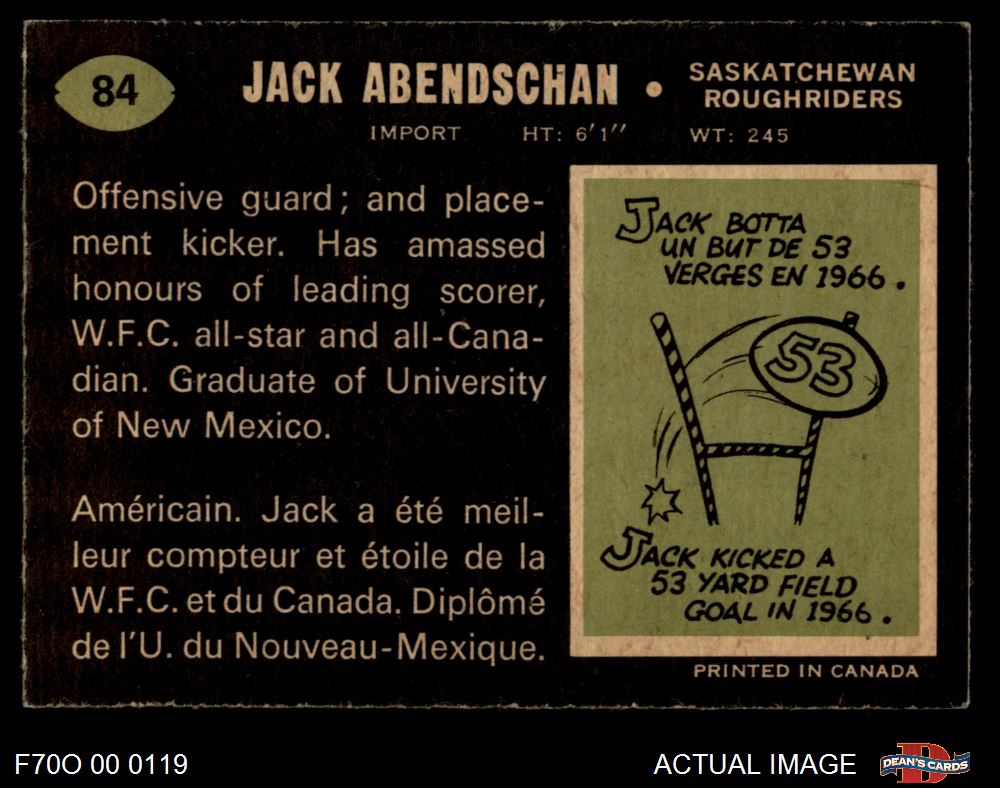 84
JACK ABENDSCHAN • SASKATCHEWAN
ROUGHRIDERS
IMPORT HT: 6'1" WT: 245
Offensive guard; and place-
ment kicker. Has amassed
honours of leading scorer,
W.F.C. all-star and all-Cana-
dian. Graduate of University
of New Mexico.
Américain. Jack a été meil-
leur compteur et étoile de la
W.F.C. et du Canada. Diplômé
de l'U. du Nouveau-Mexique.
JACK BOTTA
UN BUT DE 53
VERGES EN 1966.
53
JACK KICKED A
53 YARD FIELD
GOAL IN 1966.
PRINTED IN CANADA
F70O 00 0119
ACTUAL IMAGE
D
DEAN'S CARDS